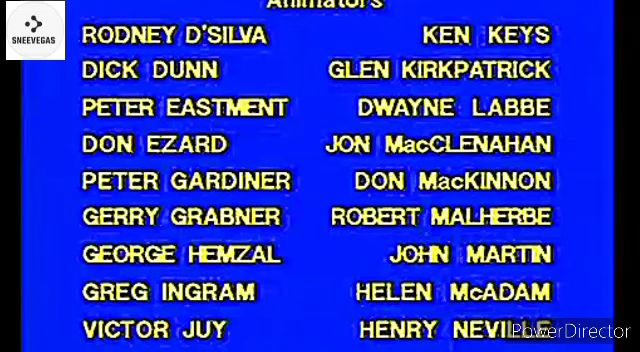 Animators
SNEEVEGAS
RODNEY D'SILVA KEN KEYS
DICK DUNN GLEN KIRKPATRICK
PETER EASTMENT DWAYNE LABBE
DON EZARD JON MacCLENAHAN
PETER GARDINER DON MacKINNON
GERRY GRABNER ROBERT MALHERBE
GEORGE HEMZAL JOHN MARTIN
GREG INGRAM HELEN McADAM
VICTOR JUY HENRY NEVILLE
PowerDirector